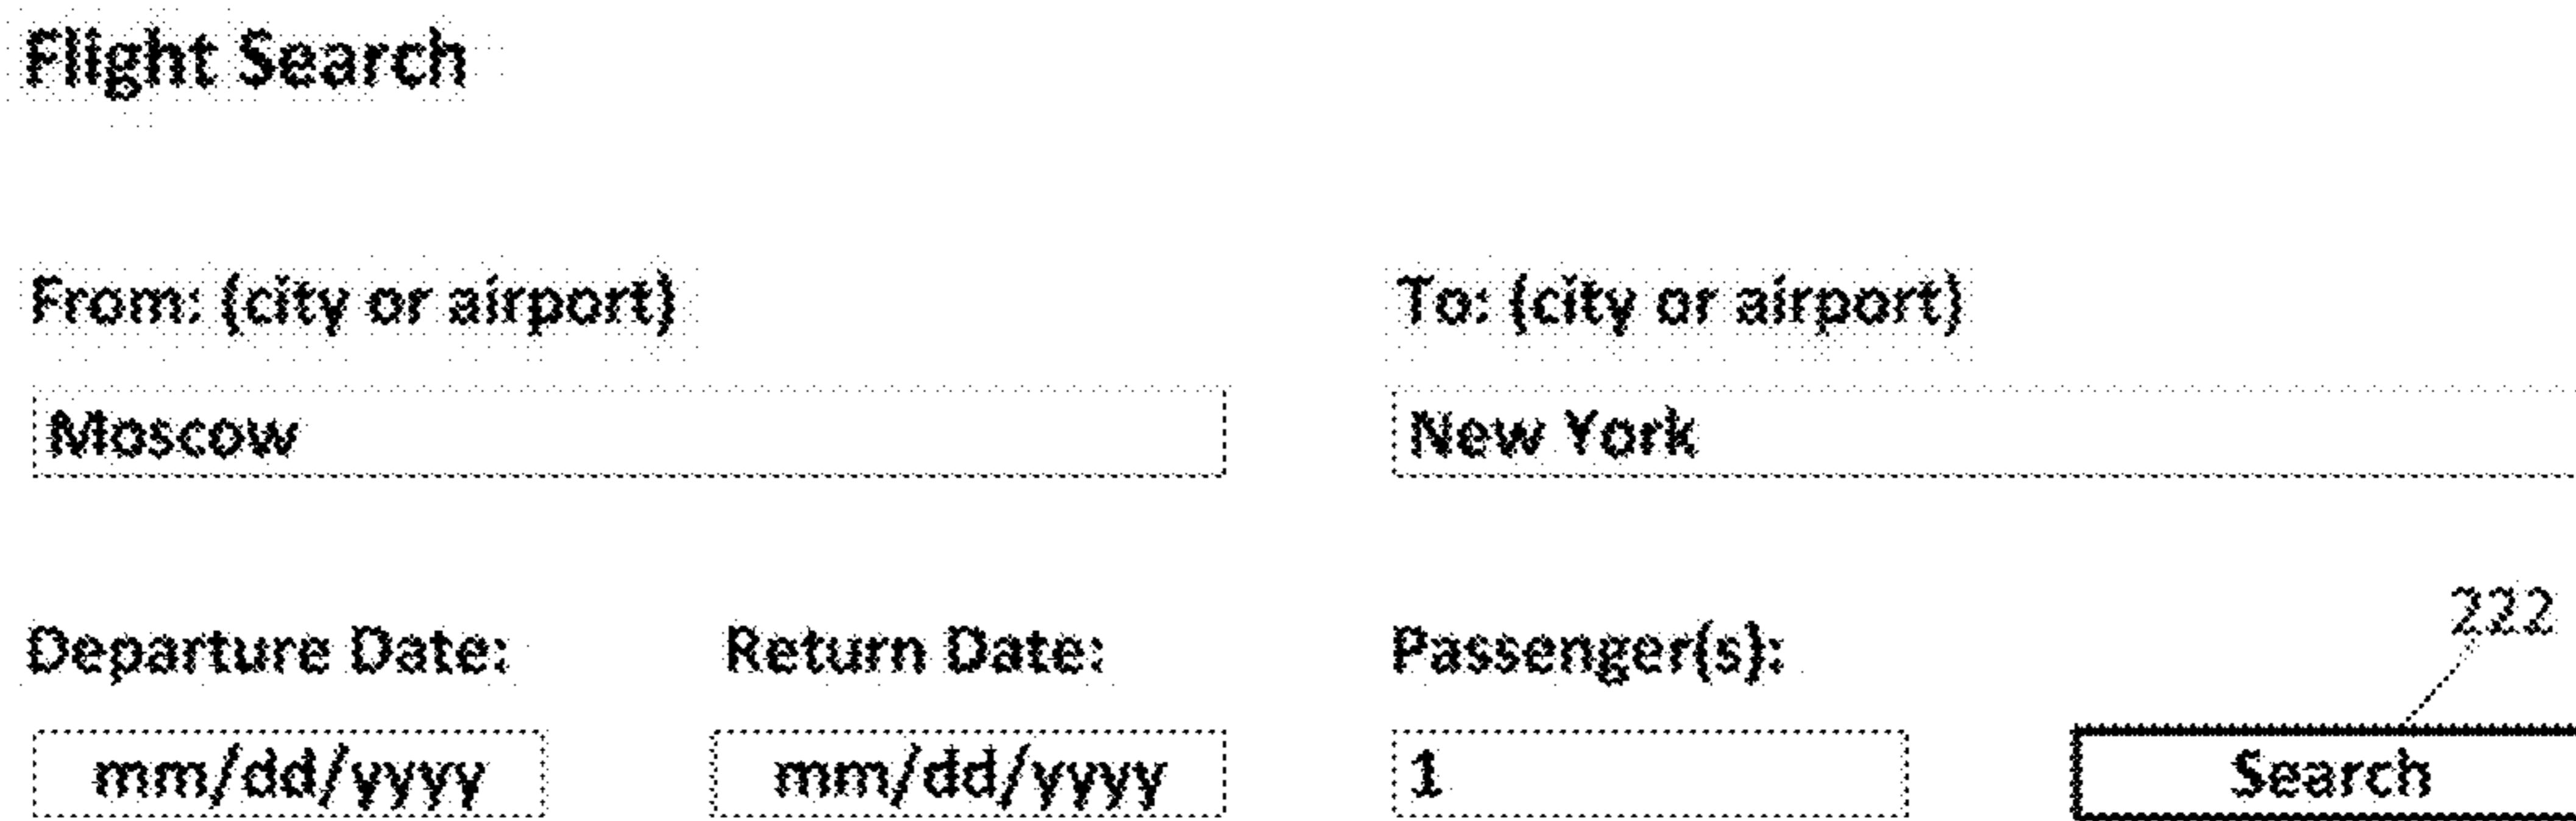 Flight Search
From: (city or airport) To: (city or airport)
Moscow New York
222
Departure Date: Return Date: Passenger(s):
mm/dd/yyyy mm/dd/yyyy 1 Search